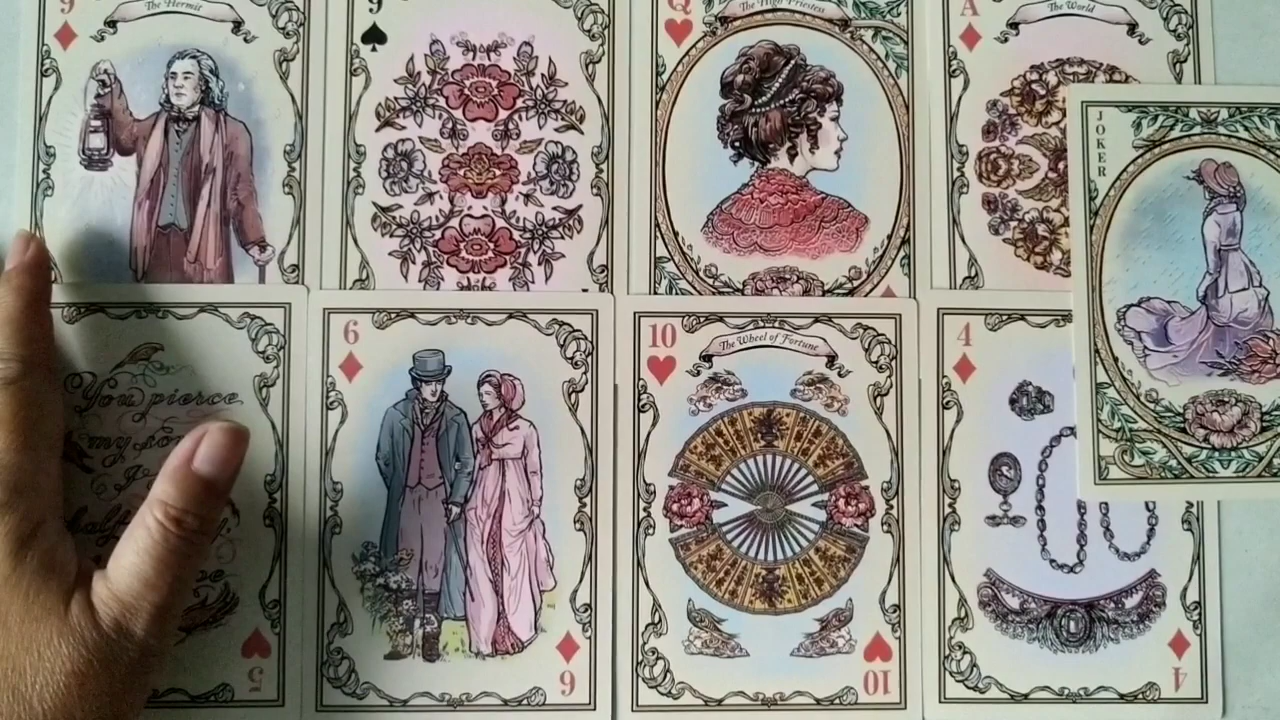 9
The Hermit
9
Q
The High Priestess
A
The World
JOKER
You pierce
my
half
5
6
6
10
The Wheel of Fortune
10
4
4